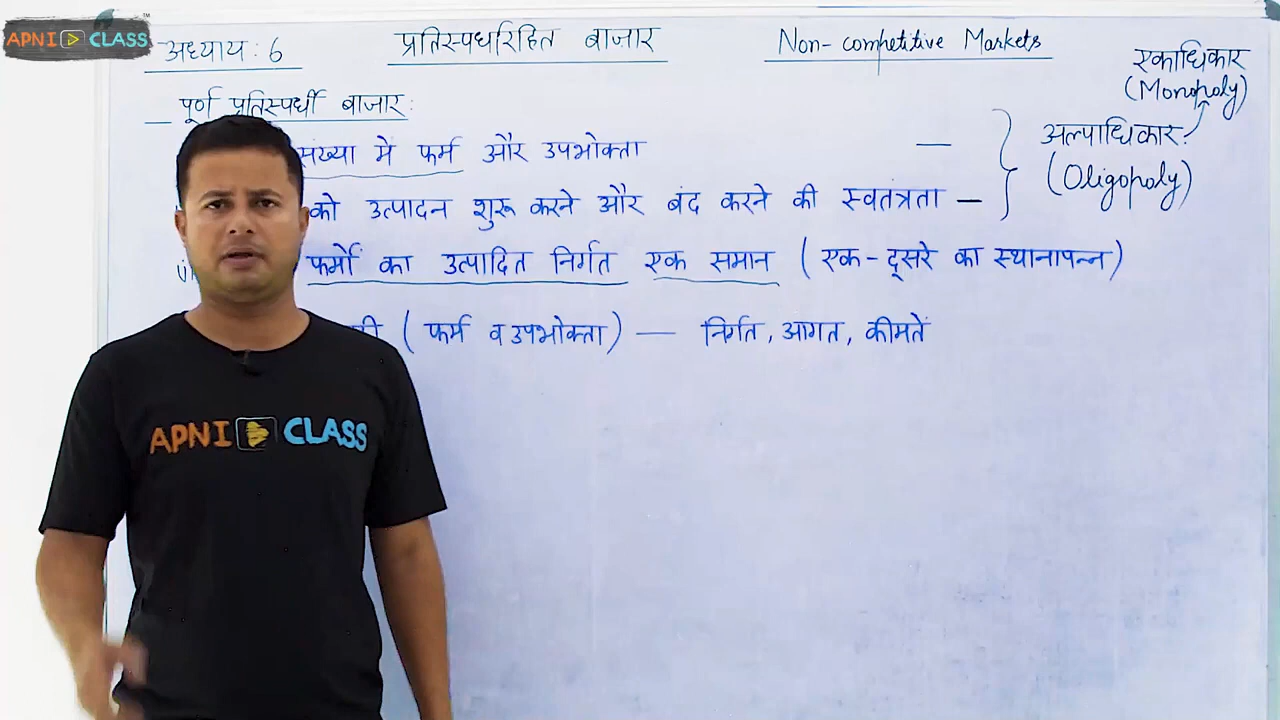 APNI CLASS
अध्याय : 6
प्रतिस्पर्धारहित बाजार
Non-competitive Markets
एकाधिकार
(Monopoly)
पूर्ण प्रतिस्पर्धी बाजार :
संख्या में फर्म और उपभोक्ता —
अल्पाधिकार :
(Oligopoly)
को उत्पादन शुरू करने और बंद करने की स्वतंत्रता —
फर्मों का उत्पादित निर्गत एक समान (एक-दूसरे का स्थानापन्न)
(फर्म व उपभोक्ता) — निर्गत, आगत, कीमतें
APNI CLASS